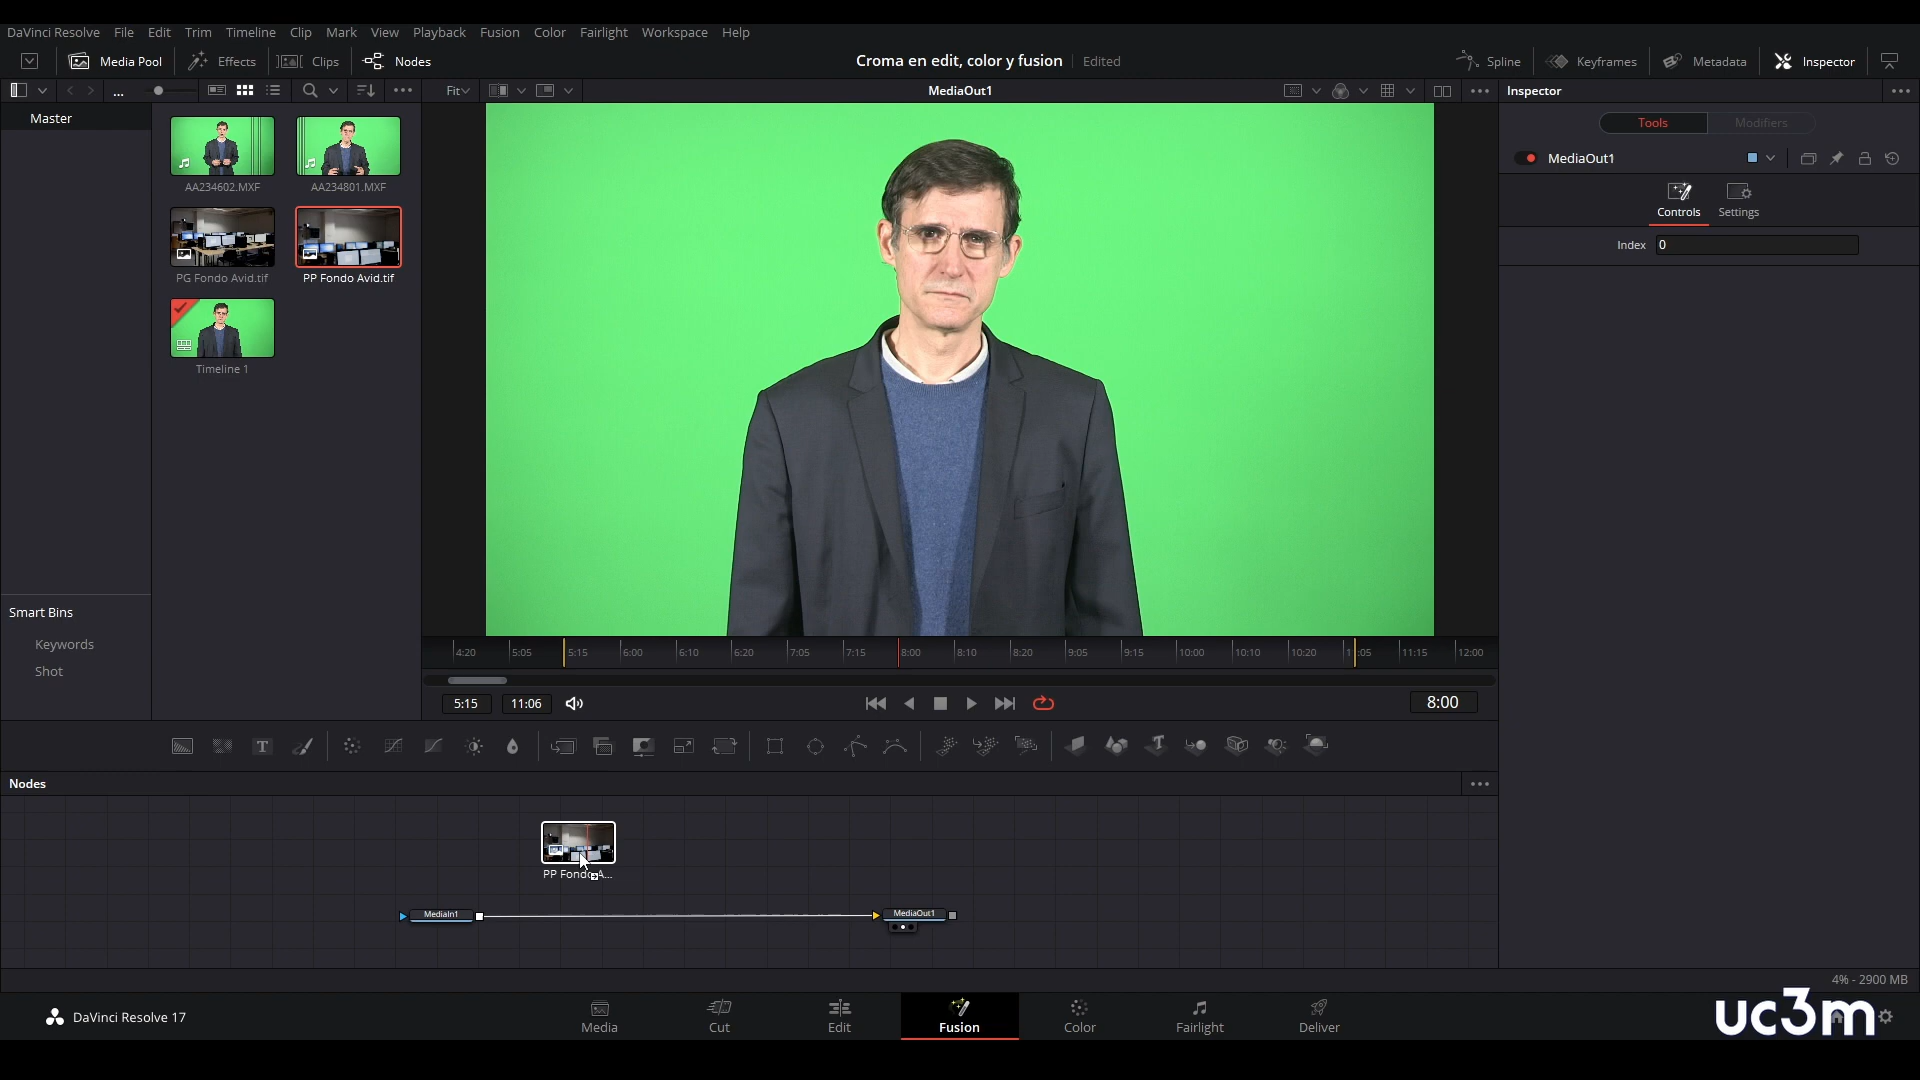 DaVinci Resolve File Edit Trim Timeline Clip Mark View Playback Fusion Color Fairlight Workspace Help
Media Pool Effects Clips Nodes Croma en edit, color y fusion Edited Spline Keyframes Metadata Inspector
... Fit MediaOut1 Inspector
Master
Tools Modifiers
MediaOut1
AA234602.MXF AA234801.MXF
Controls Settings
Index 0
PG Fondo Avid.tif PP Fondo Avid.tif
Timeline 1
Smart Bins
Keywords
Shot
4:20 5:05 5:15 6:00 6:10 6:20 7:05 7:15 8:00 8:10 8:20 9:05 9:15 10:00 10:10 10:20 11:05 11:15 12:00
5:15 11:06 8:00
T
Nodes
PP Fondo A...
MediaIn1 MediaOut1
4% - 2900 MB
DaVinci Resolve 17 Media Cut Edit Fusion Color Fairlight Deliver
uc3m